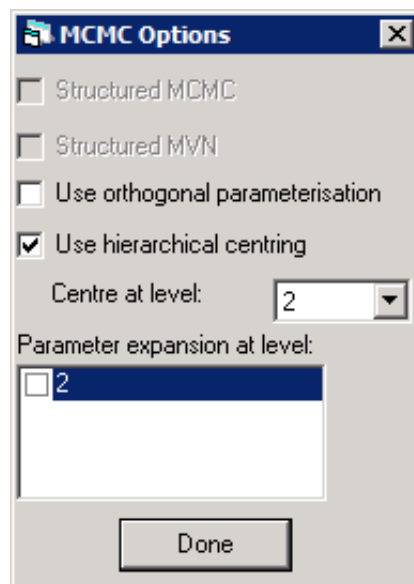 MCMC Options
Structured MCMC
Structured MVN
Use orthogonal parameterisation
Use hierarchical centring
Centre at level: 2
Parameter expansion at level:
2
Done